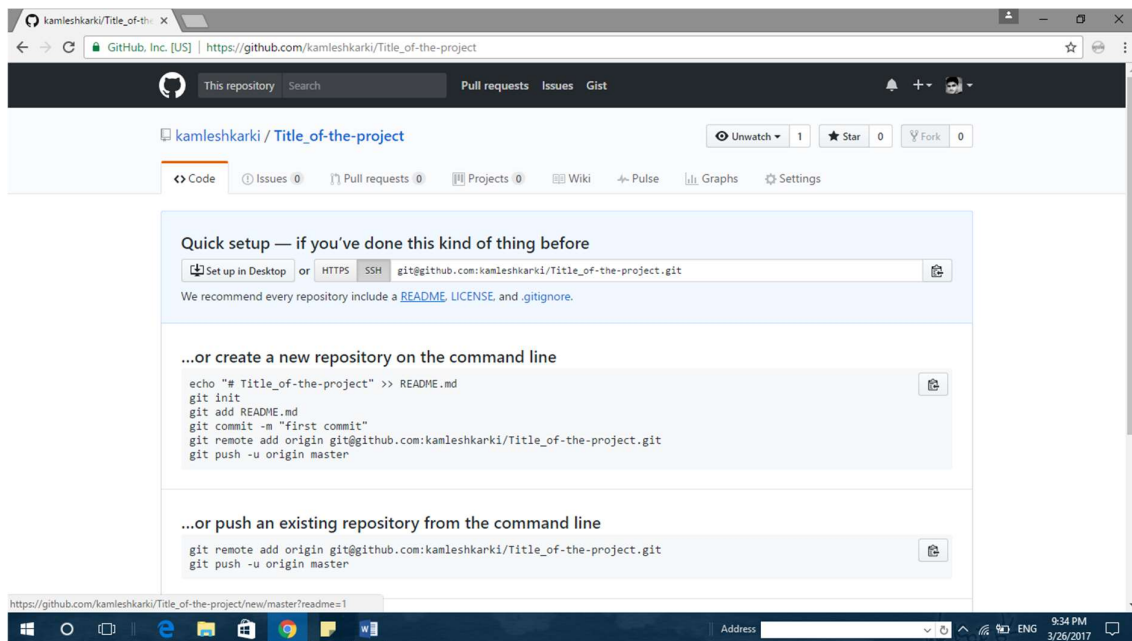 kamleshkarki/Title_of-the
GitHub, Inc. [US] | https://github.com/kamleshkarki/Title_of-the-project
This repository Search Pull requests Issues Gist
kamleshkarki / Title_of-the-project
Unwatch 1 Star 0 Fork 0
Code Issues 0 Pull requests 0 Projects 0 Wiki Pulse Graphs Settings
Quick setup — if you've done this kind of thing before
Set up in Desktop or HTTPS SSH git@github.com:kamleshkarki/Title_of-the-project.git
We recommend every repository include a README, LICENSE, and .gitignore.
...or create a new repository on the command line
echo "# Title_of-the-project" >> README.md
git init
git add README.md
git commit -m "first commit"
git remote add origin git@github.com:kamleshkarki/Title_of-the-project.git
git push -u origin master
...or push an existing repository from the command line
git remote add origin git@github.com:kamleshkarki/Title_of-the-project.git
git push -u origin master
https://github.com/kamleshkarki/Title_of-the-project/new/master?readme=1
Address ENG 9:34 PM
3/26/2017